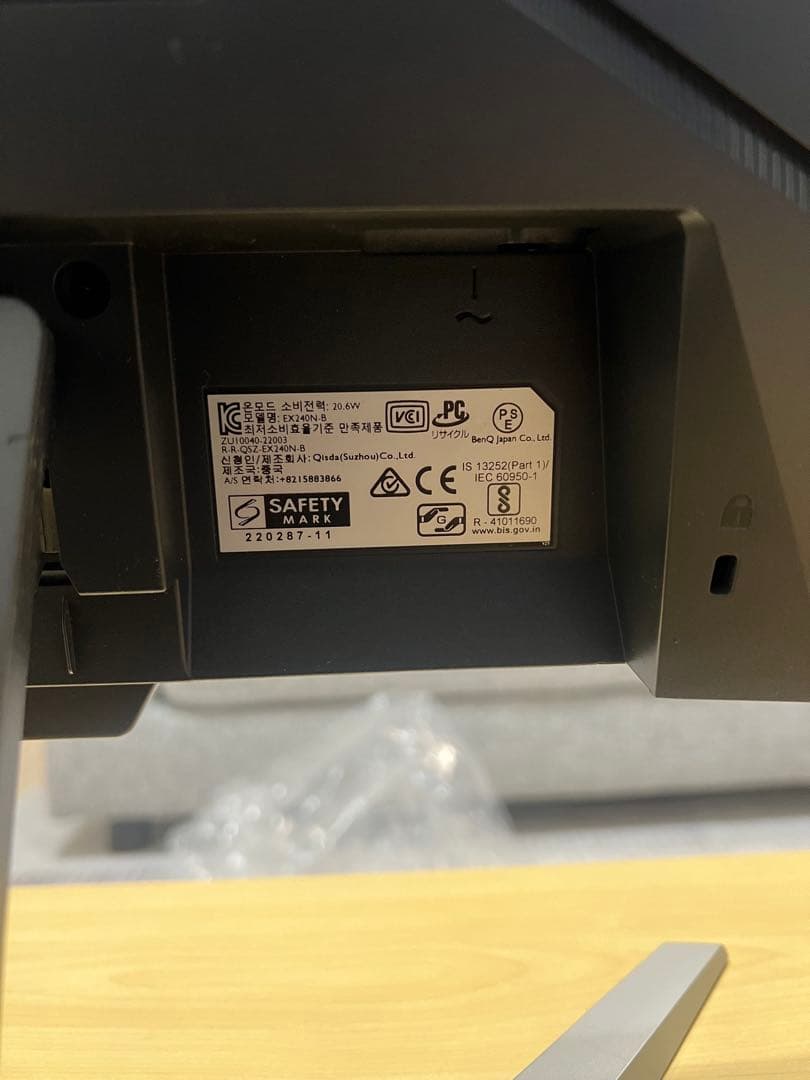 온모드 소비전력: 20.6W
모델명: EX240N-B
최저소비효율기준 만족제품
ZU10040-22003
R-R-QSZ-EX240N-B
신청인/제조회사: Qisda(Suzhou)Co.,Ltd.
제조국:중국
A/S 연락처:+8215883866
SAFETY
MARK
220287-11
VCI
PC
リサイクル
PS
E
BenQ Japan Co., Ltd.
CE
IS 13252(Part 1)/
IEC 60950-1
G
R - 41011690
www.bis.gov.in